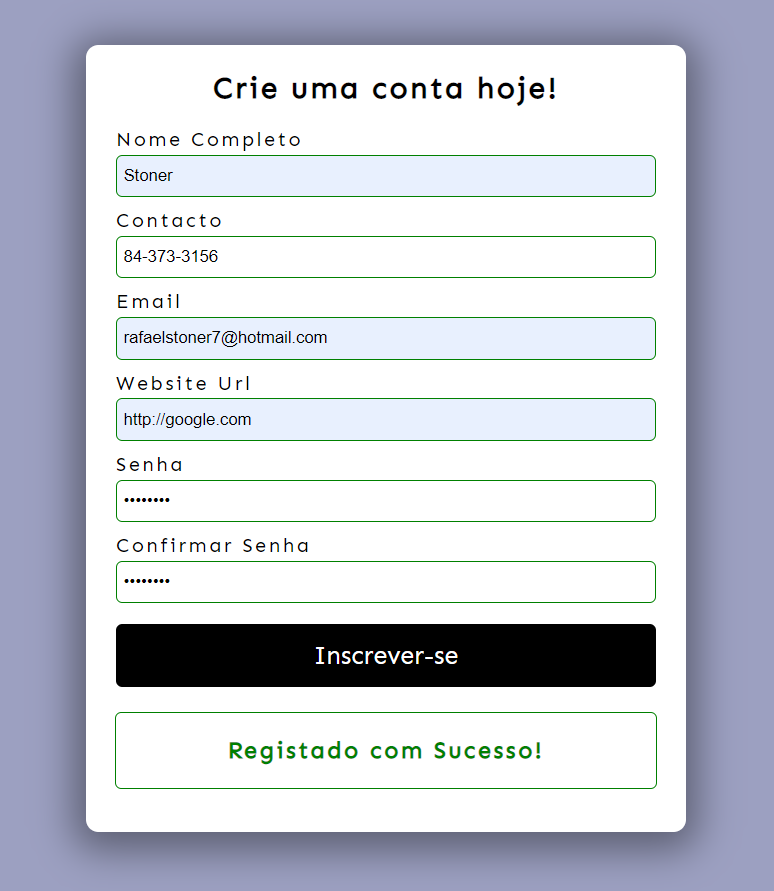 Crie uma conta hoje!
Nome Completo
Stoner
Contacto
84-373-3156
Email
rafaelstoner7@hotmail.com
Website Url
http://google.com
Senha
••••••••
Confirmar Senha
••••••••
Inscrever-se
Registado com Sucesso!